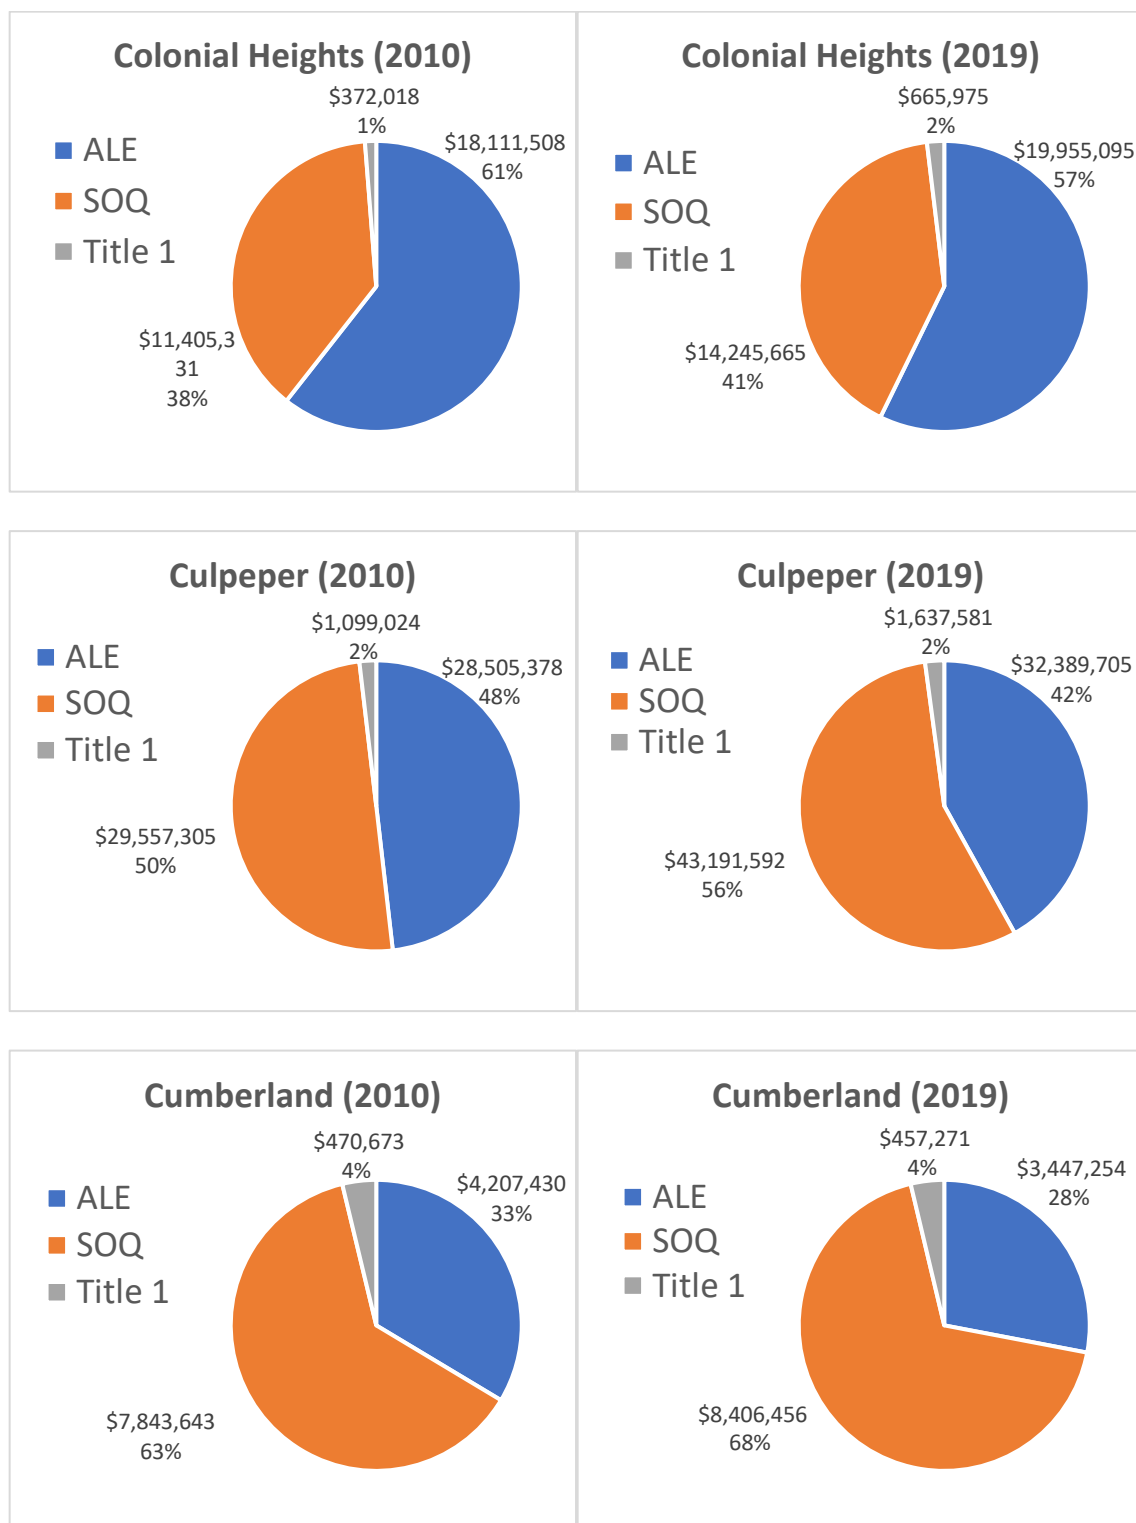 Colonial Heights (2010)
$372,018
1%
$18,111,508
61%
ALE
SOQ
Title 1
$11,405,3
31
38%
Colonial Heights (2019)
$665,975
2%
$19,955,095
57%
ALE
SOQ
Title 1
$14,245,665
41%
Culpeper (2010)
$1,099,024
2%
$28,505,378
48%
ALE
SOQ
Title 1
$29,557,305
50%
Culpeper (2019)
$1,637,581
2%
$32,389,705
42%
ALE
SOQ
Title 1
$43,191,592
56%
Cumberland (2010)
$470,673
4%
$4,207,430
33%
ALE
SOQ
Title 1
$7,843,643
63%
Cumberland (2019)
$457,271
4%
$3,447,254
28%
ALE
SOQ
Title 1
$8,406,456
68%